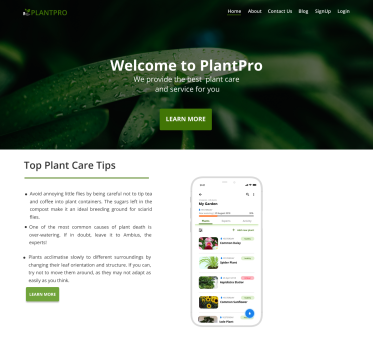 PLANTPRO
Home About Contact Us Blog SignUp Login
Welcome to PlantPro
We provide the best plant care
and service for you
LEARN MORE
Top Plant Care Tips
Avoid annoying little flies by being careful not to tip tea
and coffee into plant containers. The sugars left in the
compost make it an ideal breeding ground for sciarid
flies.
One of the most common causes of plant death is
over-watering. If in doubt, leave it to Ambius, the
experts!
Plants acclimatise slowly to different surroundings by
changing their leaf orientation and structure. If you can,
try not to move them around, as they may not adapt as
easily as you think.
LEARN MORE
My Garden
Common Daisy
Spider Plant
Common Sunflower